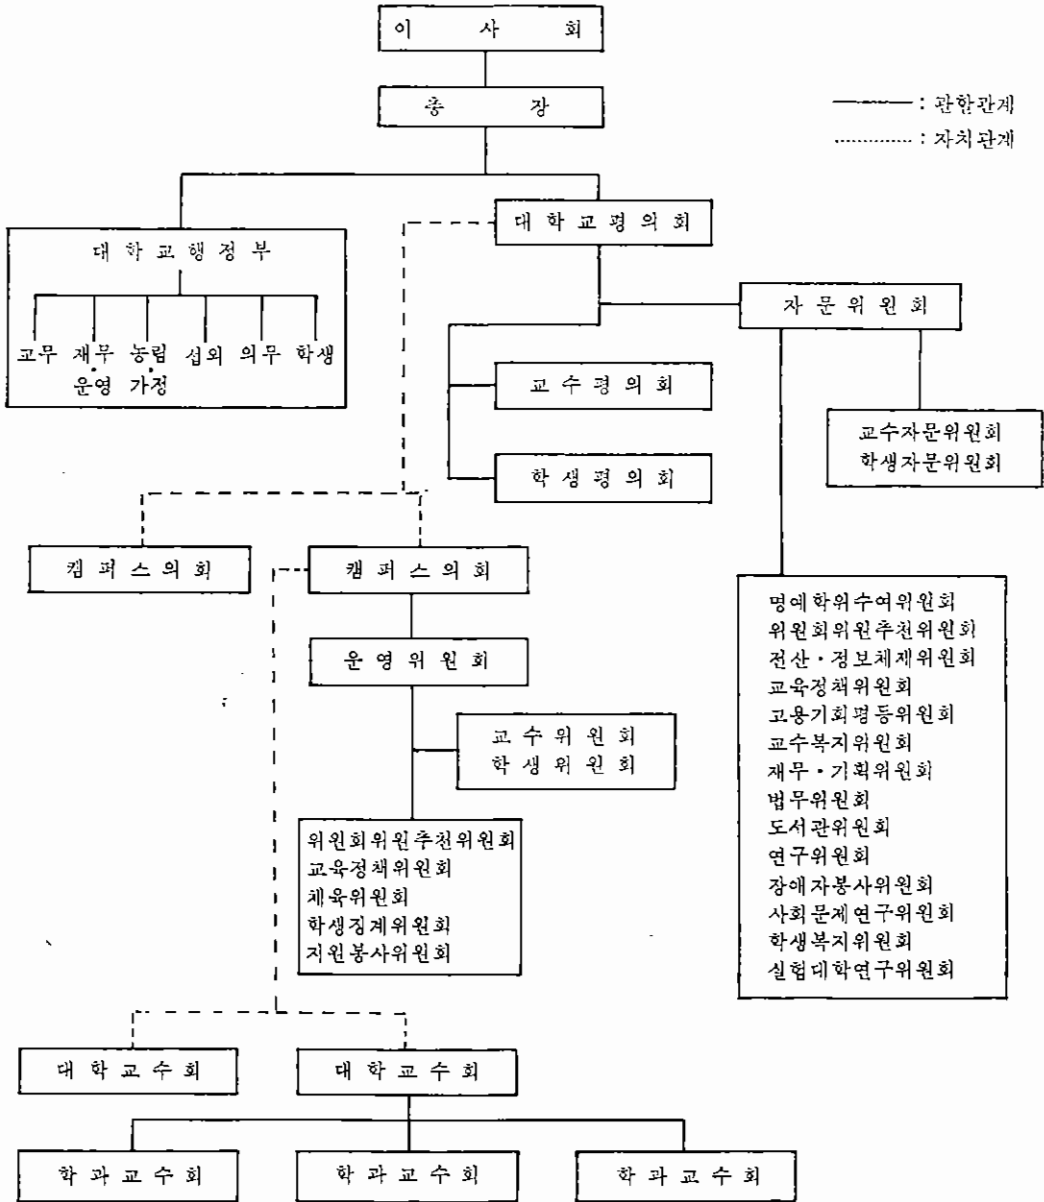 이 사 회
총 장
——— : 관할관계
········· : 자치관계
대 학 교 평 의 회
대 학 교 행 정 부
교무 재무·운영 농림·가정 섭외 의무 학생
자 문 위 원 회
교 수 평 의 회
학 생 평 의 회
교수자문위원회
학생자문위원회
캠 퍼 스 의 회
캠 퍼 스 의 회
운 영 위 원 회
교 수 위 원 회
학 생 위 원 회
위원회위원추천위원회
교육정책위원회
체육위원회
학생징계위원회
지원봉사위원회
명예학위수여위원회
위원회위원추천위원회
전산·정보체제위원회
교육정책위원회
고용기회평등위원회
교수복지위원회
재무·기획위원회
법무위원회
도서관위원회
연구위원회
장애자봉사위원회
사회문제연구위원회
학생복지위원회
실험대학연구위원회
대 학 교 수 회
대 학 교 수 회
학 과 교 수 회
학 과 교 수 회
학 과 교 수 회